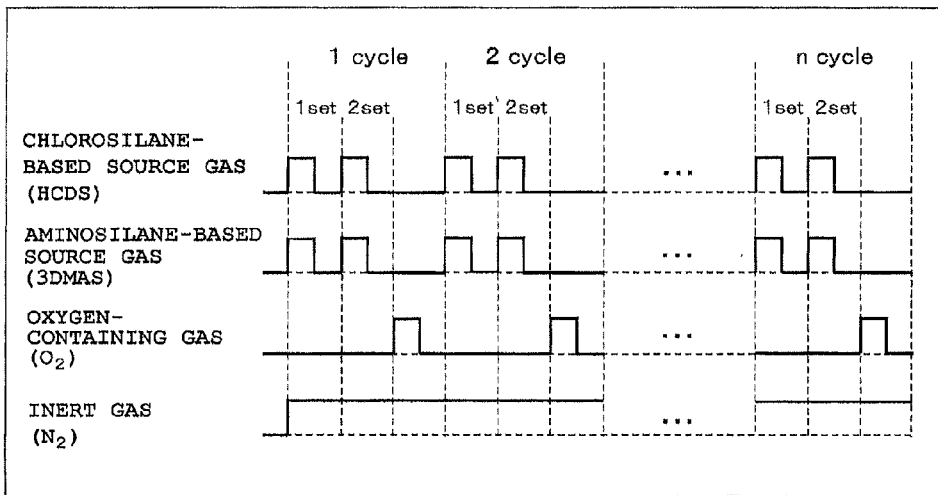 1 cycle 2 cycle n cycle
1set 2set 1set 2set 1set 2set
CHLOROSILANE-
BASED SOURCE GAS
(HCDS)
...
AMINOSILANE-BASED
SOURCE GAS
(3DMAS)
...
OXYGEN-
CONTAINING GAS
(O₂)
...
INERT GAS
(N₂)
...